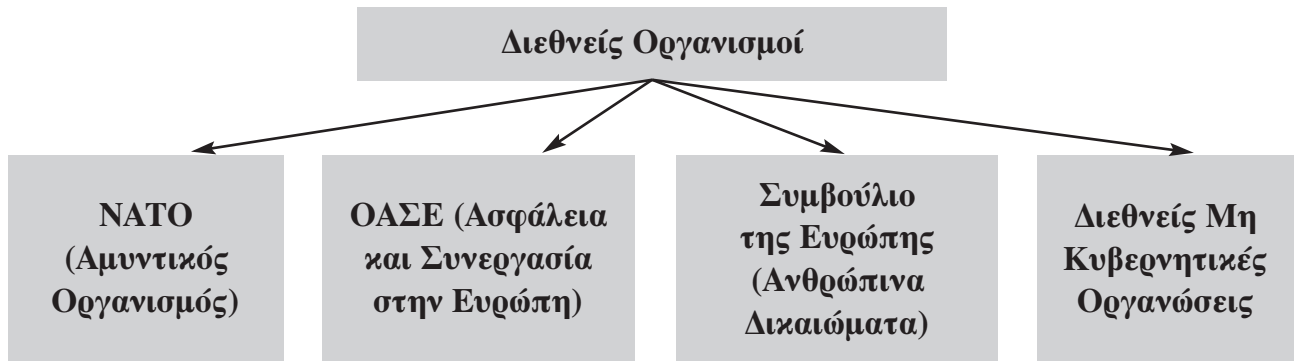 Διεθνείς Οργανισμοί
ΝΑΤΟ
(Αμυντικός
Οργανισμός)
ΟΑΣΕ (Ασφάλεια
και Συνεργασία
στην Ευρώπη)
Συμβούλιο
της Ευρώπης
(Ανθρώπινα
Δικαιώματα)
Διεθνείς Μη
Κυβερνητικές
Οργανώσεις